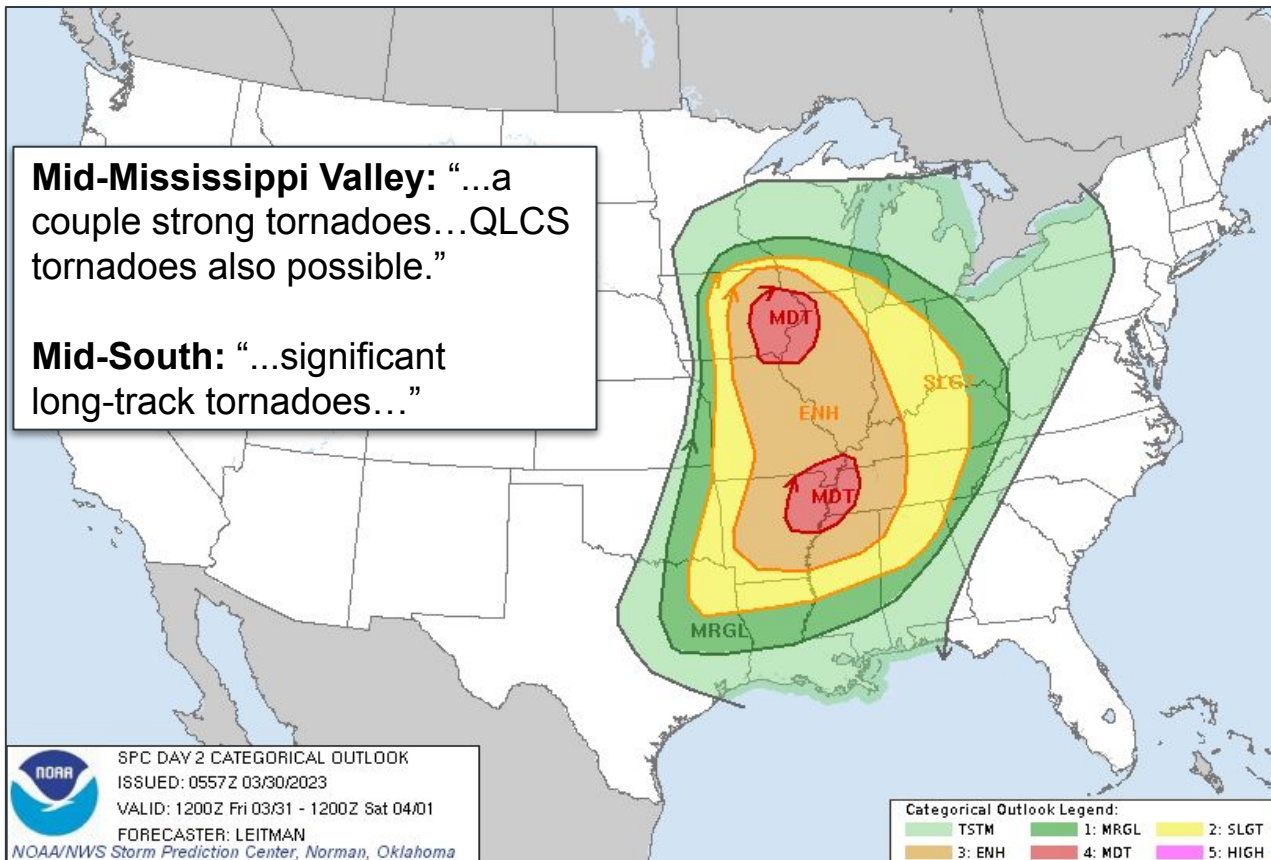 Mid-Mississippi Valley: “...a
couple strong tornadoes…QLCS
tornadoes also possible.”
Mid-South: “...significant
long-track tornadoes…”
MDT
SLGT
ENH
MDT
MRGL
NOAA
SPC DAY 2 CATEGORICAL OUTLOOK
ISSUED: 0557Z 03/30/2023
VALID: 1200Z Fri 03/31 - 1200Z Sat 04/01
FORECASTER: LEITMAN
NOAA/NWS Storm Prediction Center, Norman, Oklahoma
Categorical Outlook Legend:
TSTM 1: MRGL 2: SLGT
3: ENH 4: MDT 5: HIGH